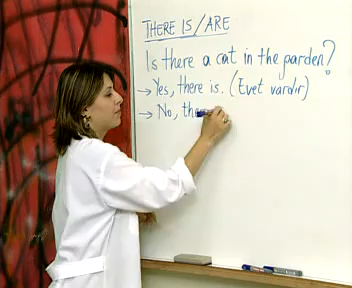 THERE IS / ARE
Is there a cat in the garden?
→ Yes, there is. (Evet vardır)
→ No, the